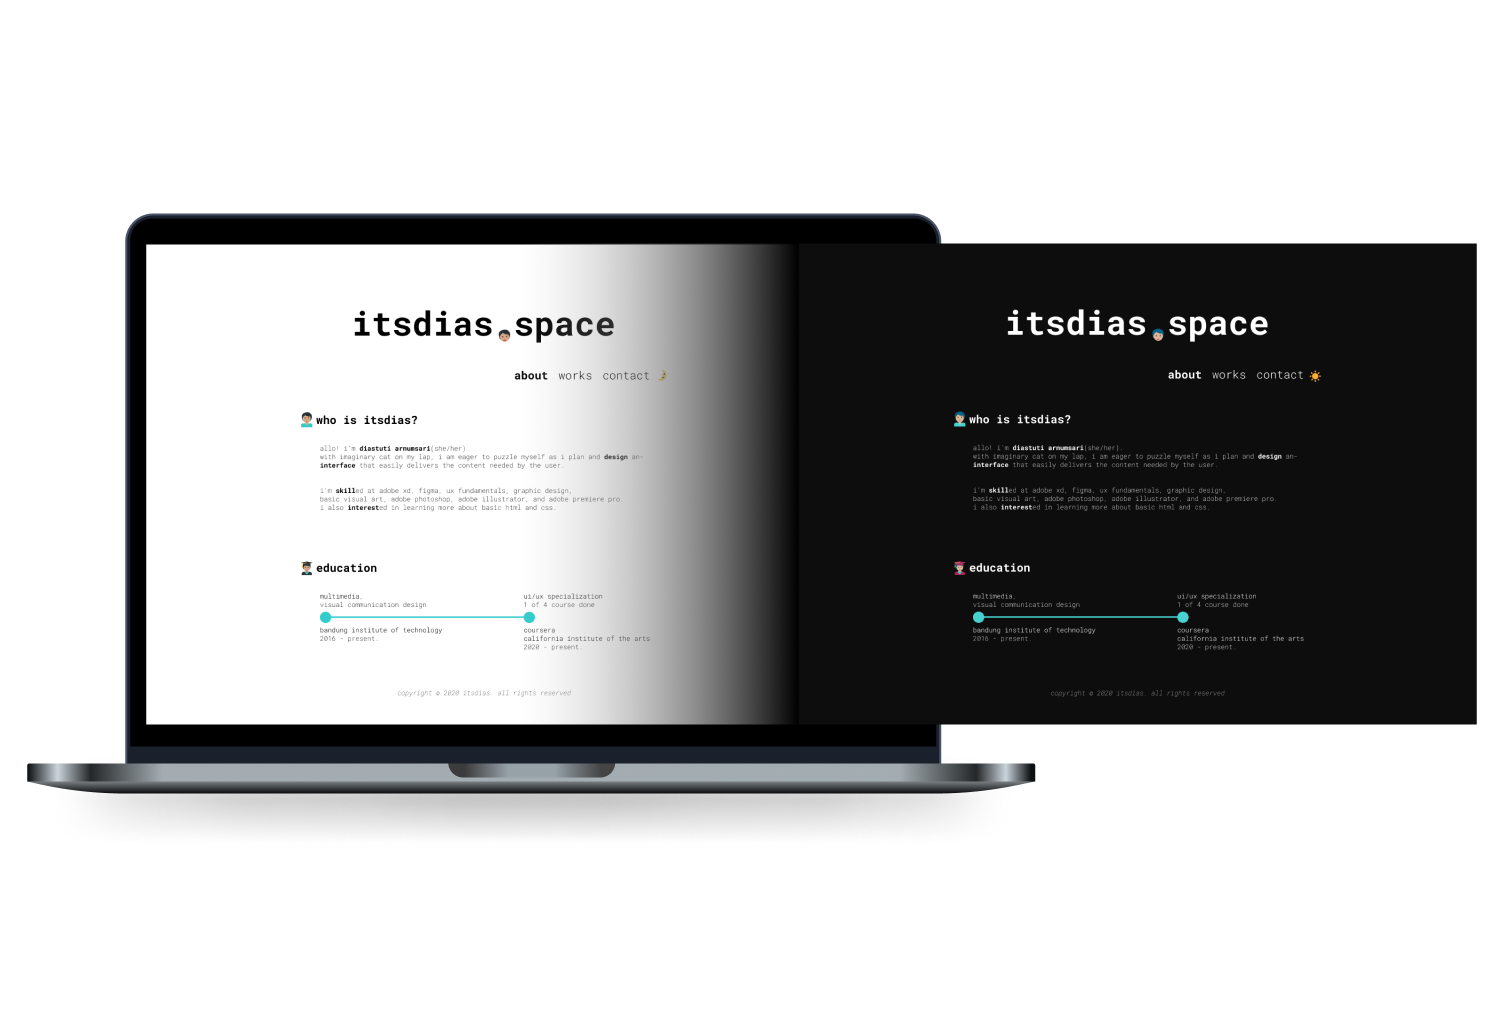 itsdias.space
about works contact
who is itsdias?
allo! i'm diastuti arnumsari(she/her).
with imaginary cat on my lap, i am eager to puzzle myself as i plan and design an-
interface that easily delivers the content needed by the user.
i'm skilled at adobe xd, figma, ux fundamentals, graphic design,
basic visual art, adobe photoshop, adobe illustrator, and adobe premiere pro.
i also interested in learning more about basic html and css.
education
multimedia,
visual communication design
bandung institute of technology
2016 - present.
ui/ux specialization
1 of 4 course done
coursera
california institute of the arts
2020 - present.
copyright © 2020 itsdias. all rights reserved
itsdias.space
about works contact
who is itsdias?
allo! i'm diastuti arnumsari(she/her).
with imaginary cat on my lap, i am eager to puzzle myself as i plan and design an-
interface that easily delivers the content needed by the user.
i'm skilled at adobe xd, figma, ux fundamentals, graphic design,
basic visual art, adobe photoshop, adobe illustrator, and adobe premiere pro.
i also interested in learning more about basic html and css.
education
multimedia,
visual communication design
bandung institute of technology
2016 - present.
ui/ux specialization
1 of 4 course done
coursera
california institute of the arts
2020 - present.
copyright © 2020 itsdias. all rights reserved